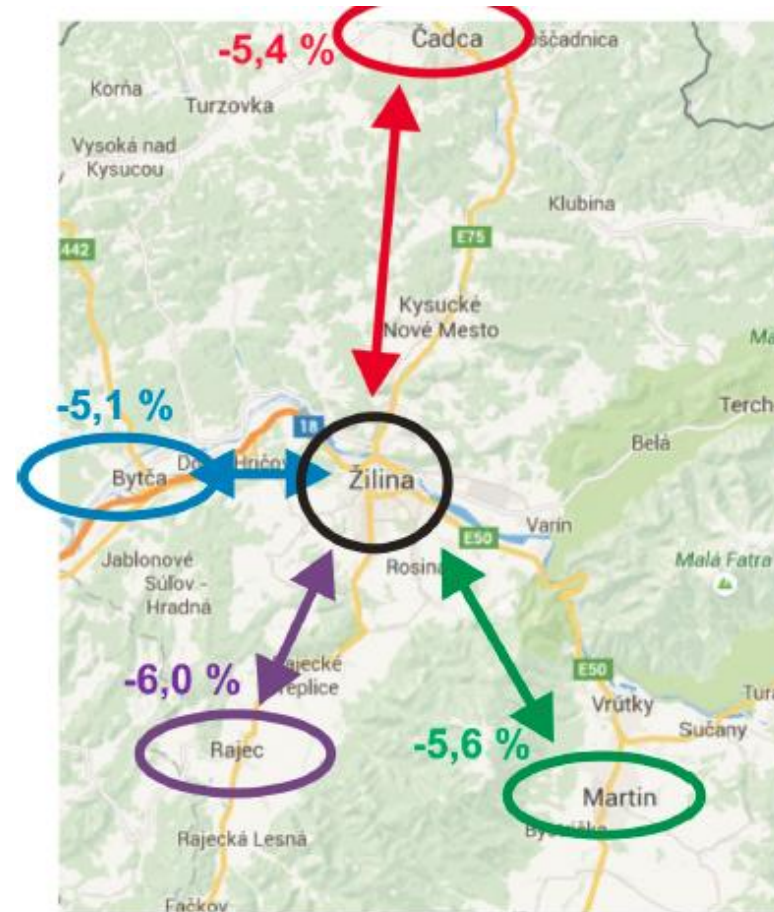 -5,4 %
Čadca
Korňa
Turzovka
Vysoká nad
Kysucou
Klubina
442
E75
Kysucké
Nové Mesto
-5,1 %
18
Terch
Belá
Bytča
Žilina
Varín
E50
Jablonové
Súľov -
Hradná
Rosina
Malá Fatra
-6,0 %
E50
Vrútky
Sučany
Rajec
-5,6 %
Martin
Rajecká Lesná
Fačkov